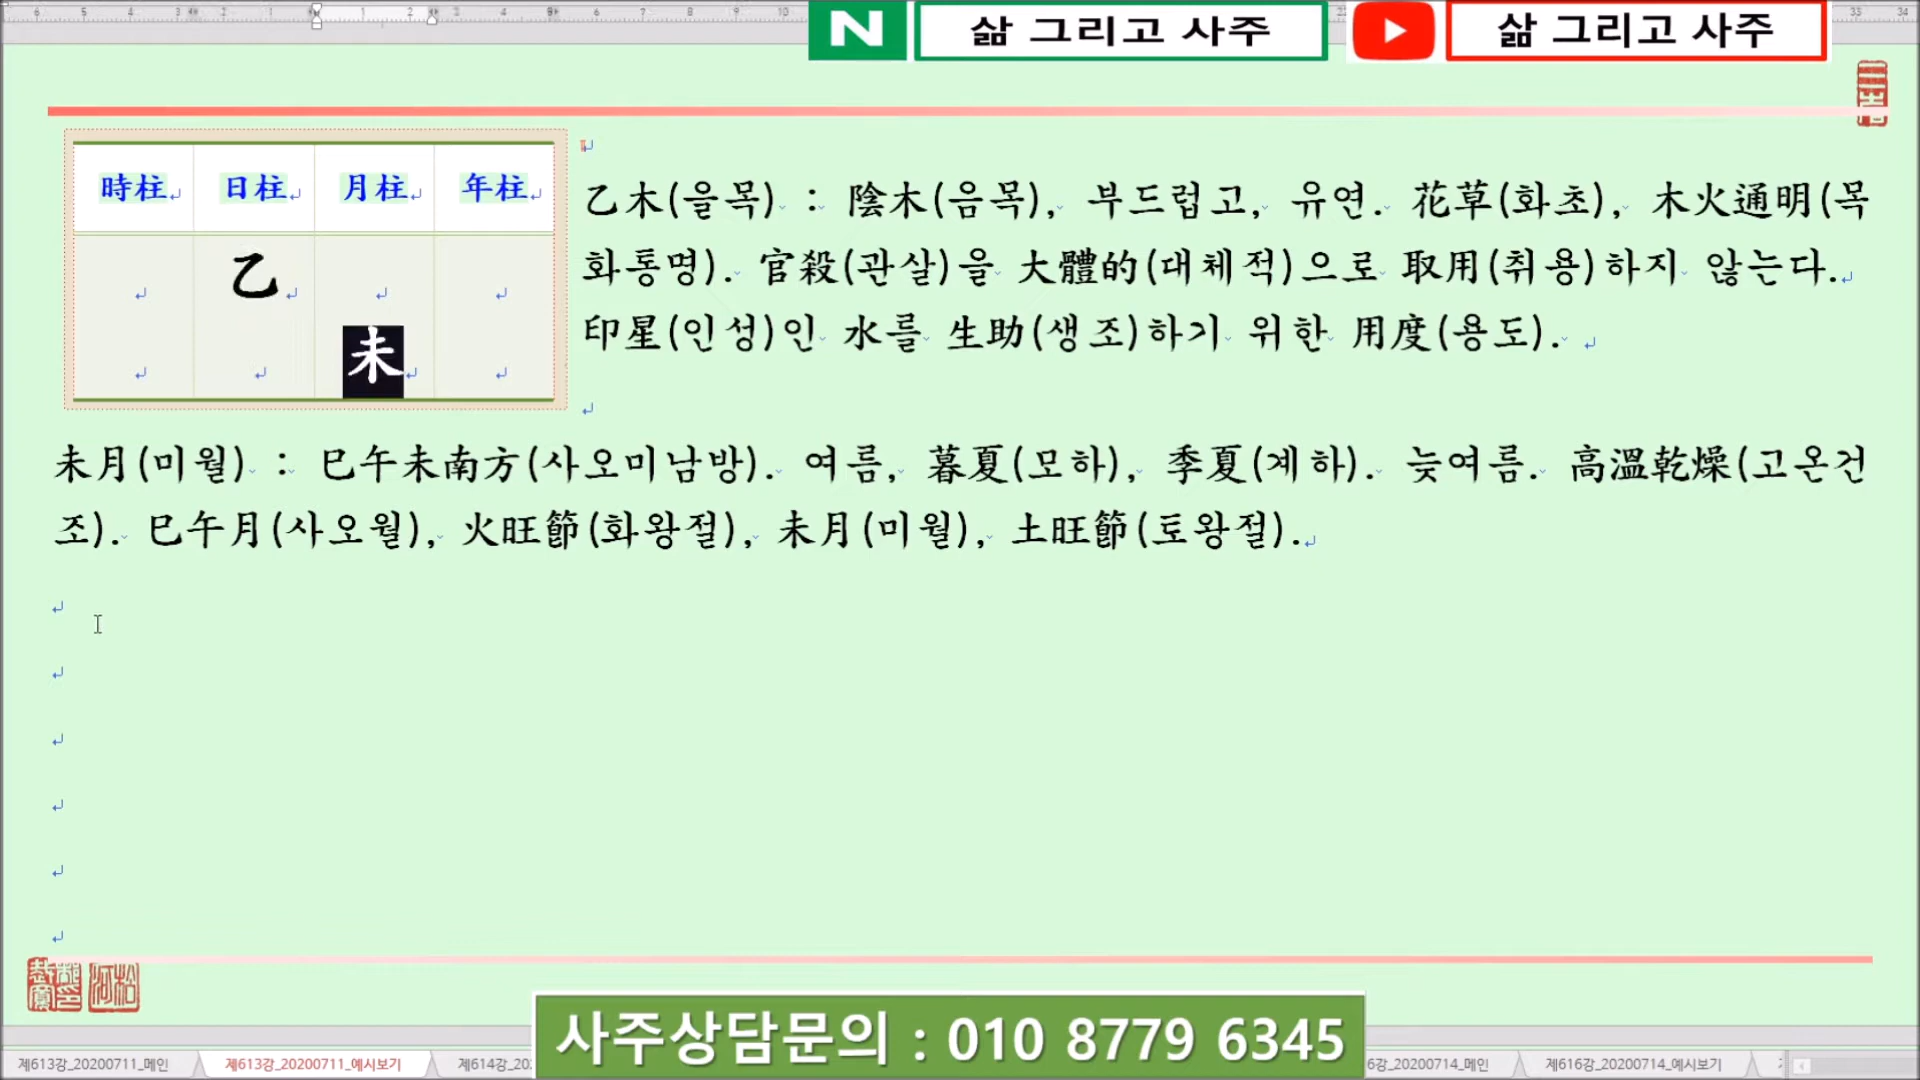 N 삶 그리고 사주 삶 그리고 사주
時柱 日柱 月柱 年柱
乙
未
乙木(을목) : 陰木(음목), 부드럽고, 유연. 花草(화초), 木火通明(목
화통명). 官殺(관살)을 大體的(대체적)으로 取用(취용)하지 않는다.
印星(인성)인 水를 生助(생조)하기 위한 用度(용도).
未月(미월) : 巳午未南方(사오미남방). 여름, 暮夏(모하), 季夏(계하). 늦여름. 高溫乾燥(고온건
조). 巳午月(사오월), 火旺節(화왕절), 未月(미월), 土旺節(토왕절).
사주상담문의 : 010 8779 6345
제613강_20200711_메인 제613강_20200711_예시보기 제614강_20 6강_20200714_메인 제616강_20200714_예시보기